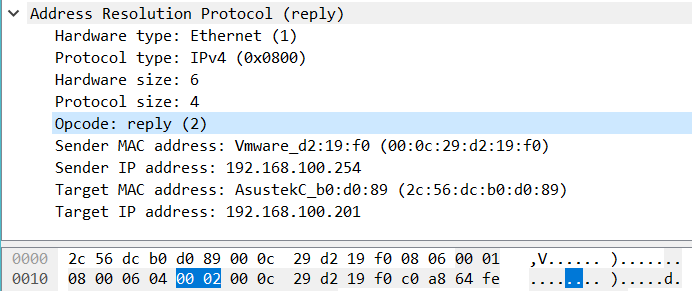 Address Resolution Protocol (reply)
Hardware type: Ethernet (1)
Protocol type: IPv4 (0x0800)
Hardware size: 6
Protocol size: 4
Opcode: reply (2)
Sender MAC address: Vmware_d2:19:f0 (00:0c:29:d2:19:f0)
Sender IP address: 192.168.100.254
Target MAC address: AsustekC_b0:d0:89 (2c:56:dc:b0:d0:89)
Target IP address: 192.168.100.201
0000 2c 56 dc b0 d0 89 00 0c 29 d2 19 f0 08 06 00 01 ,V...... ).......
0010 08 00 06 04 00 02 00 0c 29 d2 19 f0 c0 a8 64 fe ........ ).....d.